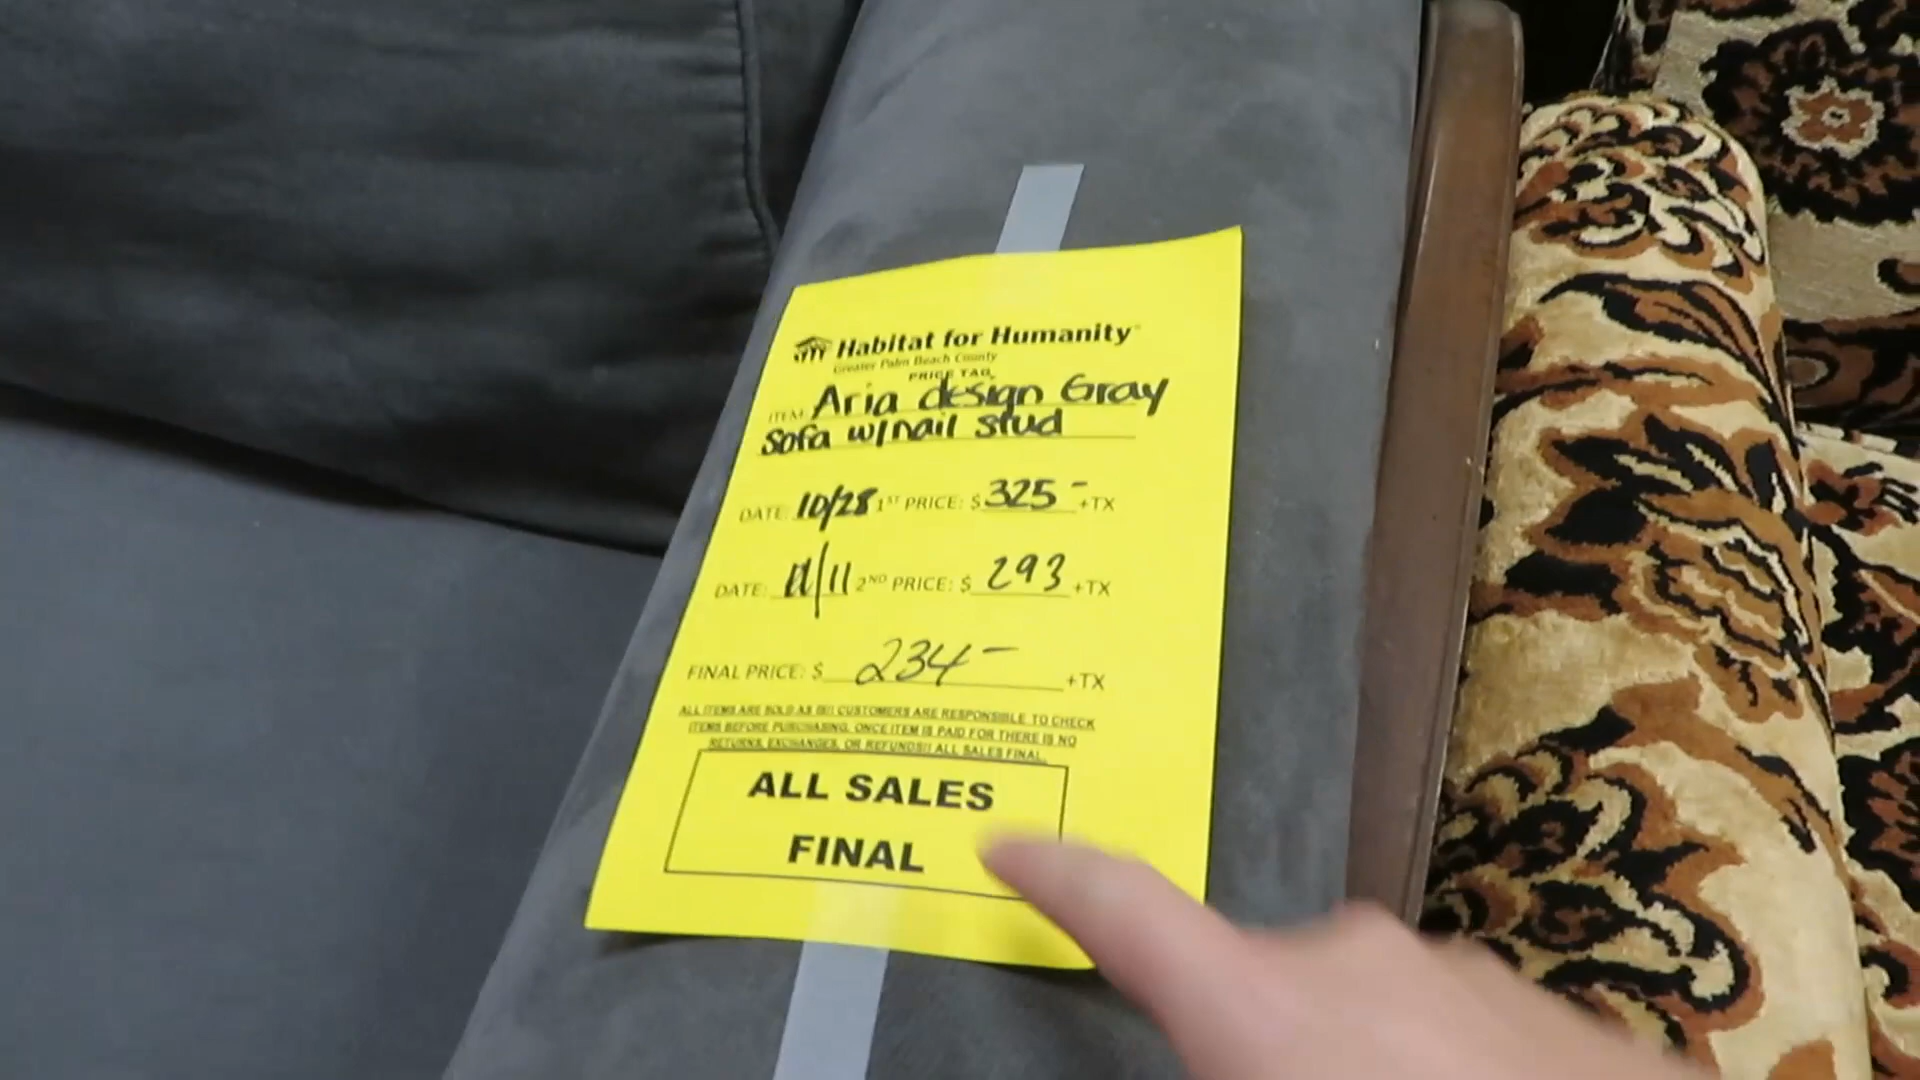 Habitat for Humanity
Greater Palm Beach County
PRICE TAG
ITEM: Aria design Gray
Sofa w/nail stud
DATE: 10/28 1ST PRICE: $ 325- +TX
DATE: 11/11 2ND PRICE: $ 293 +TX
FINAL PRICE: $ 234- +TX
ALL ITEMS ARE SOLD AS IS!! CUSTOMERS ARE RESPONSIBLE TO CHECK
ITEMS BEFORE PURCHASING, ONCE ITEM IS PAID FOR THERE IS NO
RETURNS, EXCHANGES, OR REFUNDS!! ALL SALES FINAL.
ALL SALES
FINAL